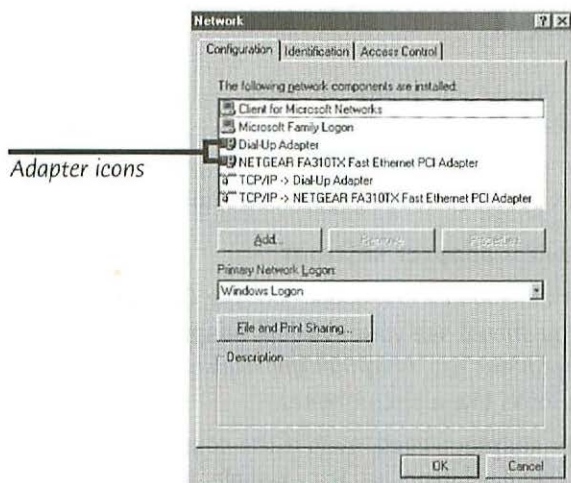 Network
Configuration Identification Access Control
The following network components are installed:
Client for Microsoft Networks
Microsoft Family Logon
Dial-Up Adapter
NETGEAR FA310TX Fast Ethernet PCI Adapter
TCP/IP -> Dial-Up Adapter
TCP/IP -> NETGEAR FA310TX Fast Ethernet PCI Adapter
Adapter icons
Add... Remove Properties
Primary Network Logon:
Windows Logon
File and Print Sharing...
Description
OK Cancel